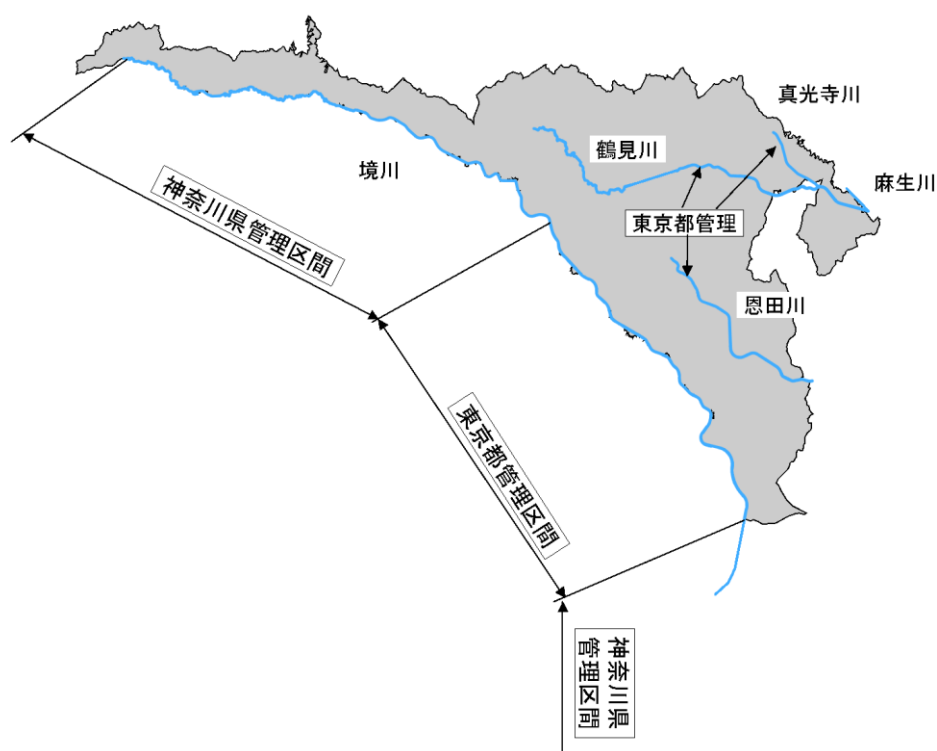 真光寺川
鶴見川
境川
麻生川
神奈川県管理区間
東京都管理
恩田川
東京都管理区間
神奈川県
管理区間